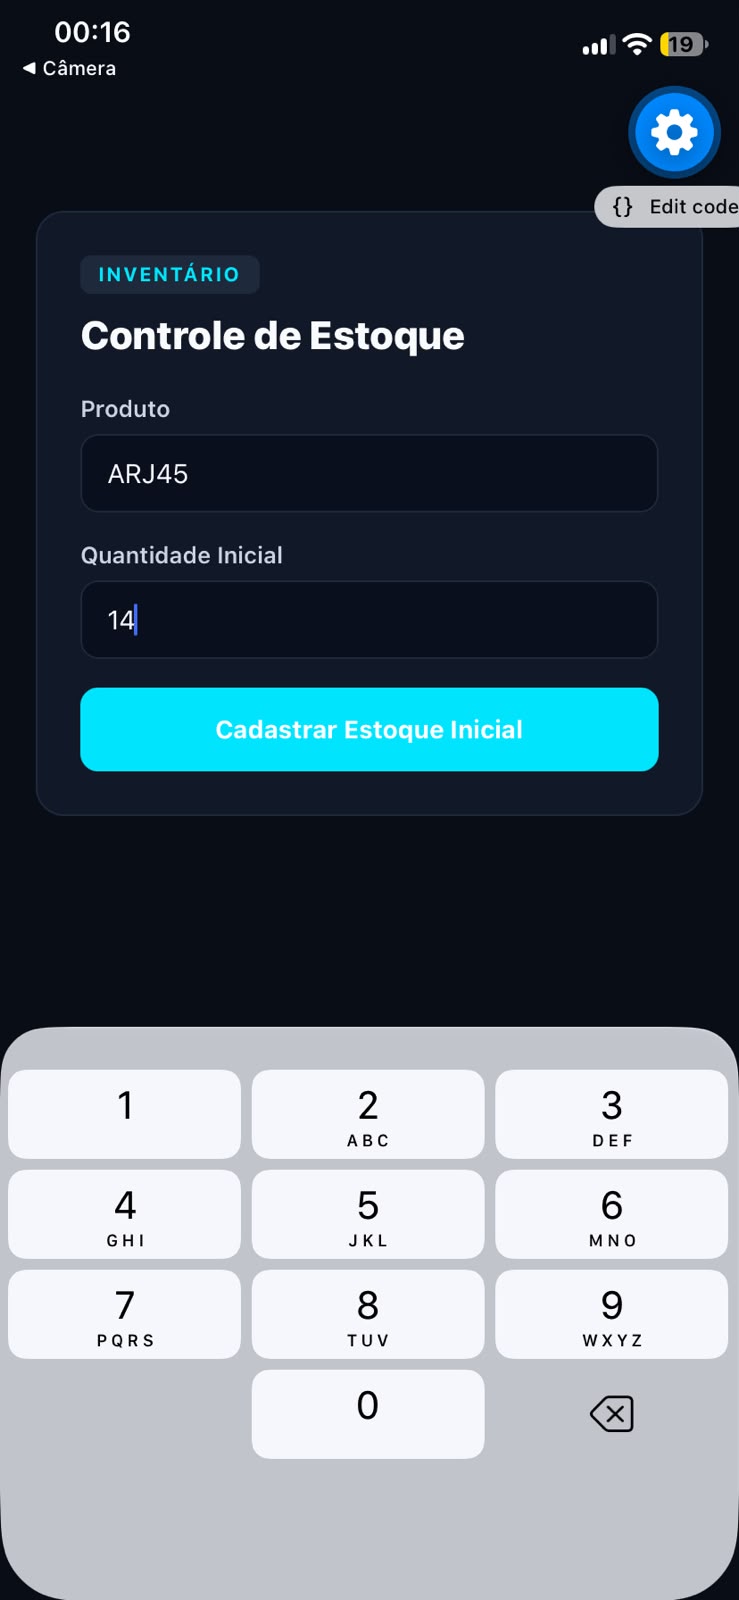 00:16
19
◀ Câmera
{} Edit code
INVENTÁRIO
Controle de Estoque
Produto
ARJ45
Quantidade Inicial
14
Cadastrar Estoque Inicial
1
2
3
ABC
DEF
4
5
6
GHI
JKL
MNO
7
8
9
PQRS
TUV
WXYZ
0